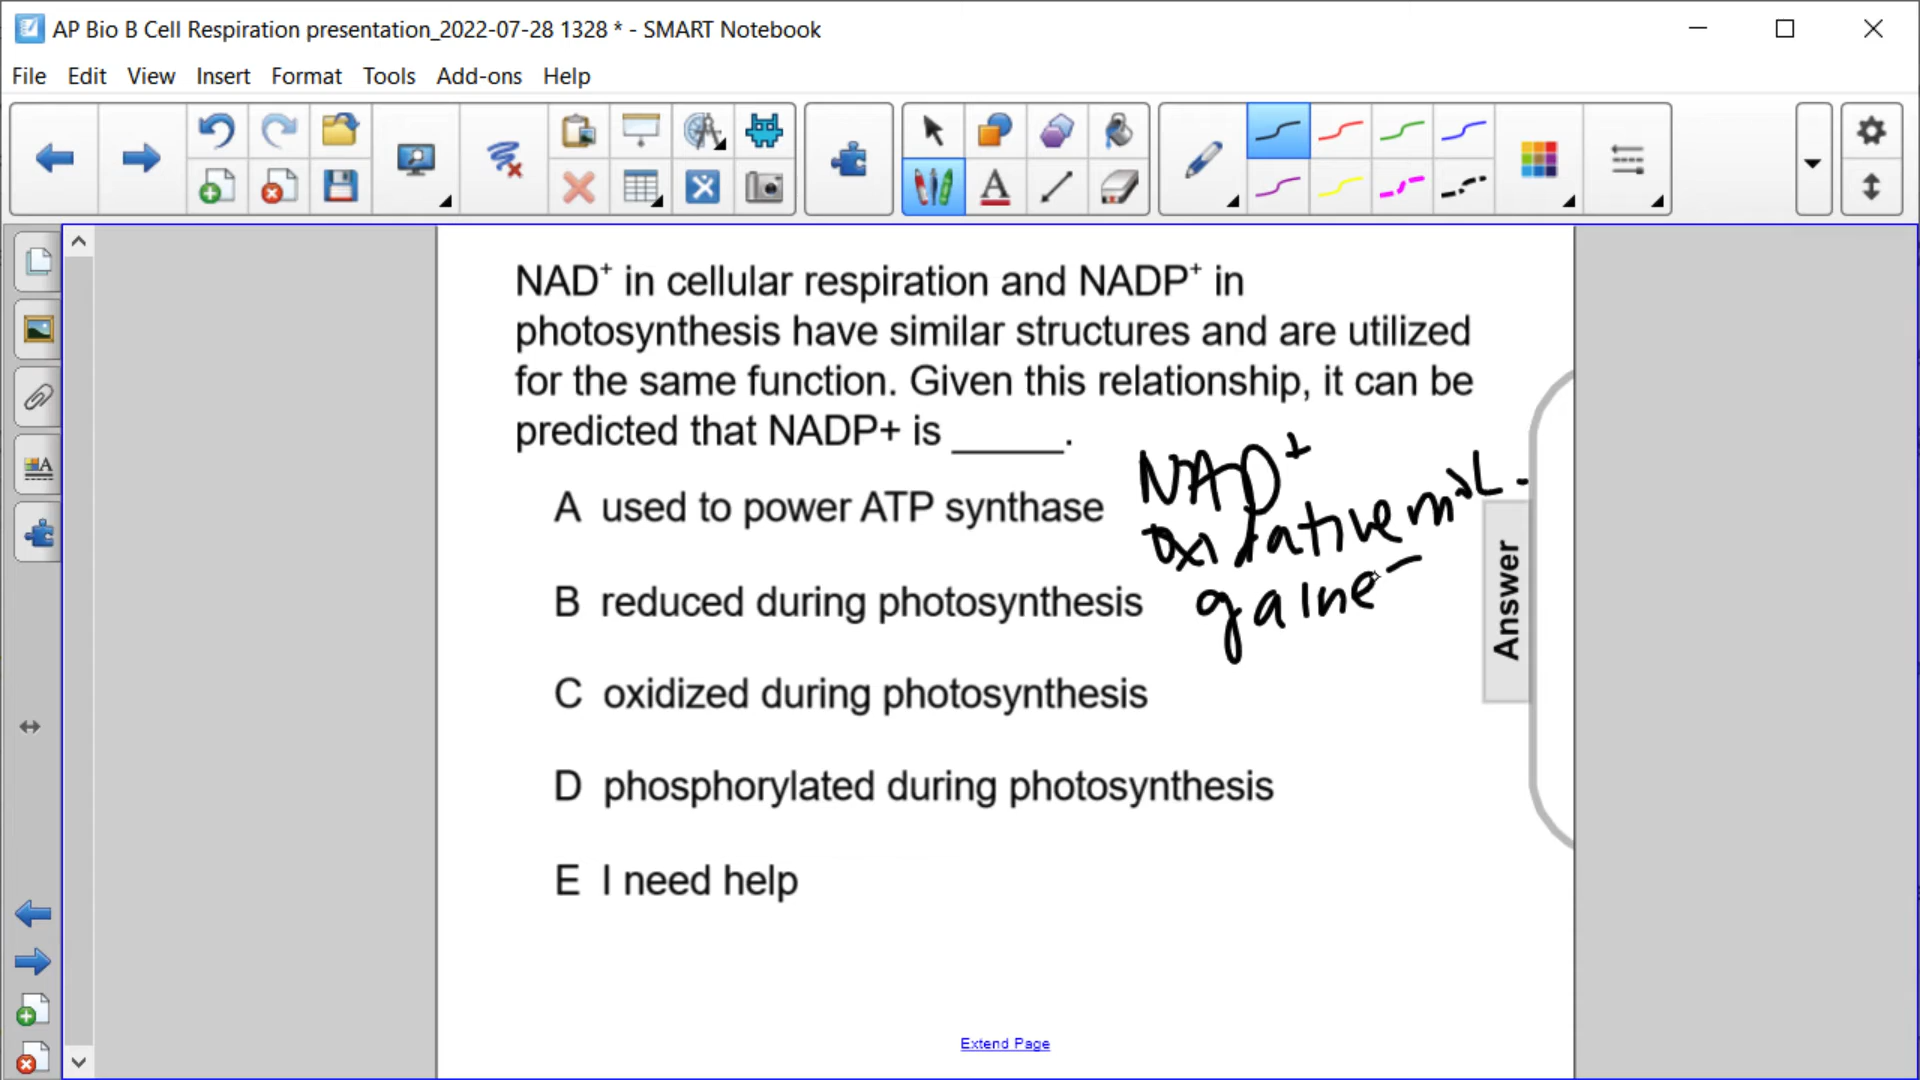 AP Bio B Cell Respiration presentation_2022-07-28 1328 * - SMART Notebook
File Edit View Insert Format Tools Add-ons Help
NAD⁺ in cellular respiration and NADP⁺ in
photosynthesis have similar structures and are utilized
for the same function. Given this relationship, it can be
predicted that NADP+ is _____.
A used to power ATP synthase
B reduced during photosynthesis
C oxidized during photosynthesis
D phosphorylated during photosynthesis
E I need help
NAD⁺
oxidative mol.
gain e⁻
Answer
Extend Page